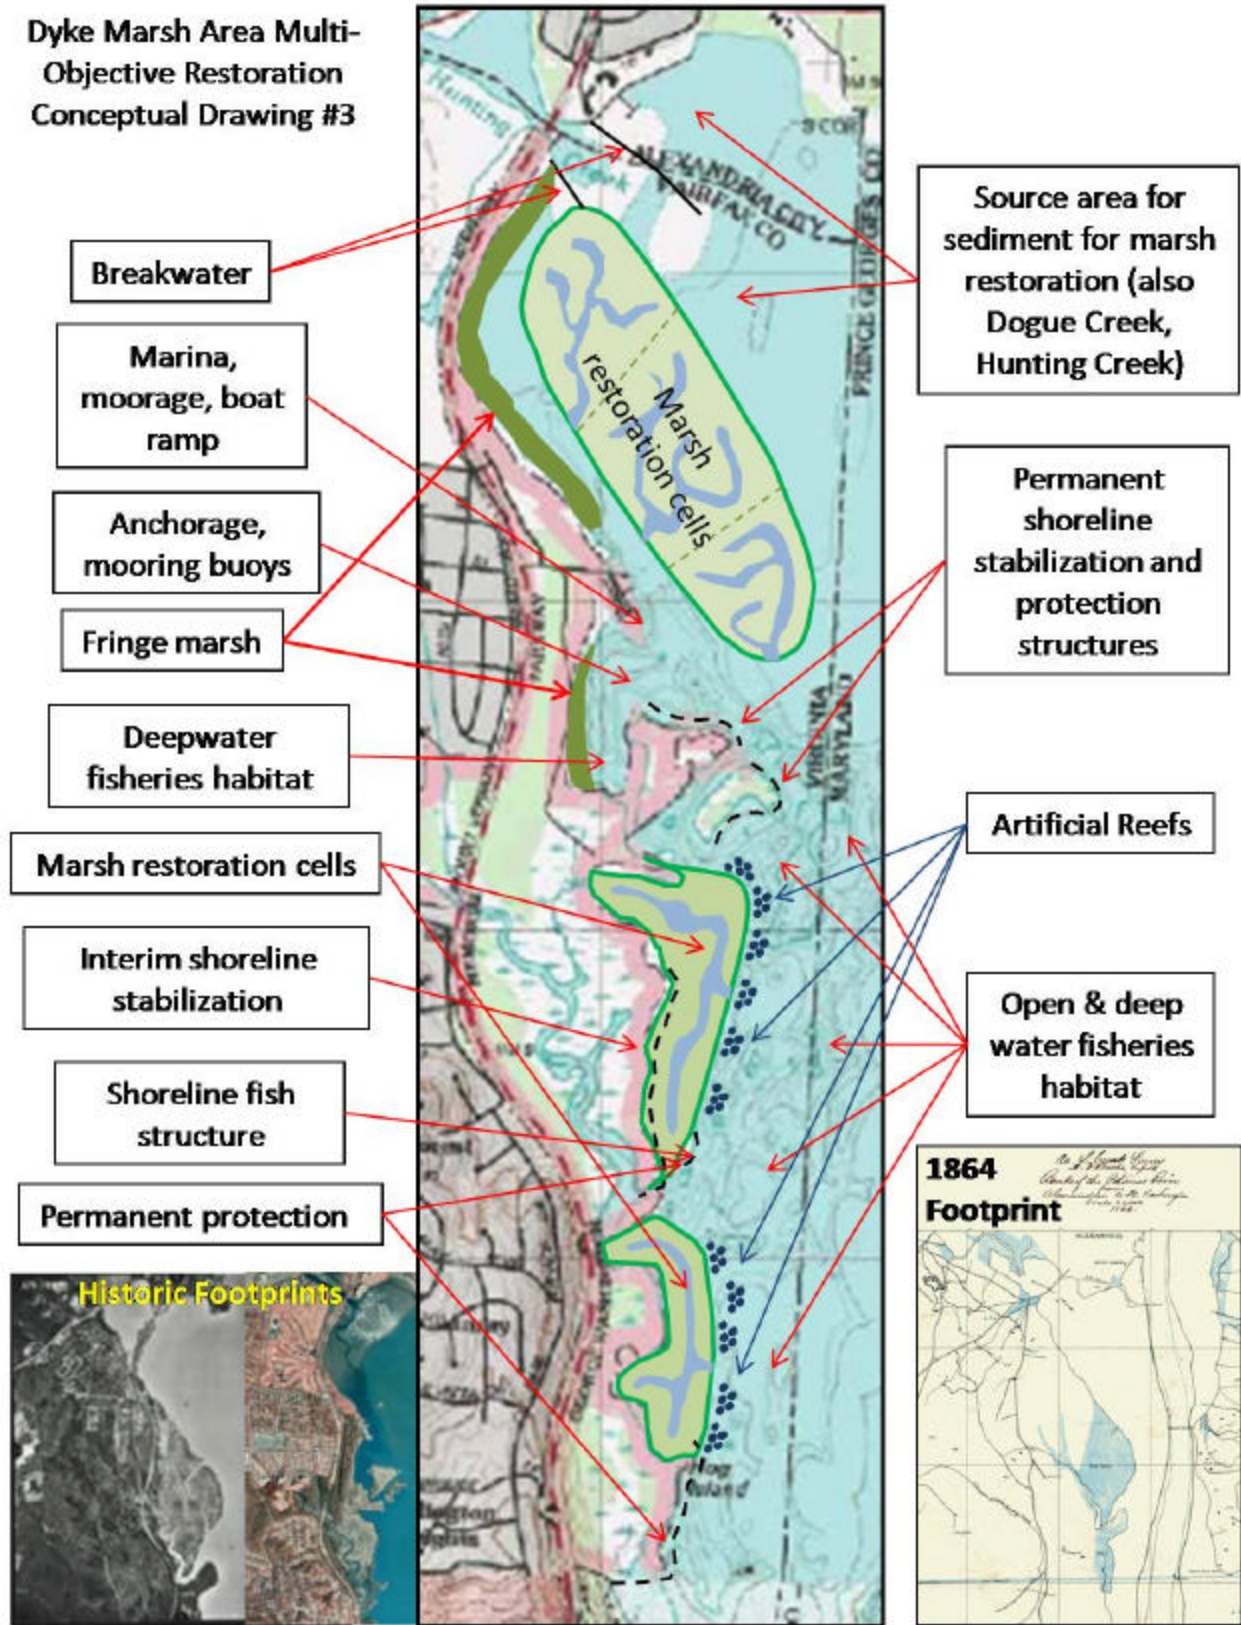 Dyke Marsh Area Multi-
Objective Restoration
Conceptual Drawing #3
Breakwater
Marina,
moorage, boat
ramp
Anchorage,
mooring buoys
Fringe marsh
Deepwater
fisheries habitat
Marsh restoration cells
Interim shoreline
stabilization
Shoreline fish
structure
Permanent protection
Historic Footprints
Hunting
Creek
ALEXANDRIA CITY
FAIRFAX CO
PRINCE GEORGES CO
Marsh
restoration cells
VIRGINIA
MARYLAND
Hog
Island
Source area for
sediment for marsh
restoration (also
Dogue Creek,
Hunting Creek)
Permanent
shoreline
stabilization and
protection
structures
Artificial Reefs
Open & deep
water fisheries
habitat
1864
Footprint